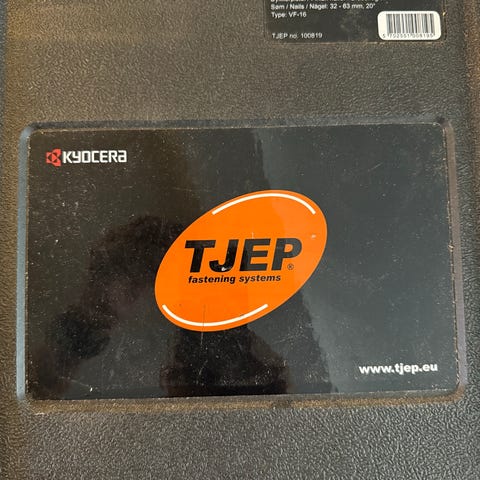 Søm / Nails / Nägel: 32 - 63 mm, 20°
Type: VF-16
TJEP no. 100819
KYOCERA
TJEP®
fastening systems
www.tjep.eu